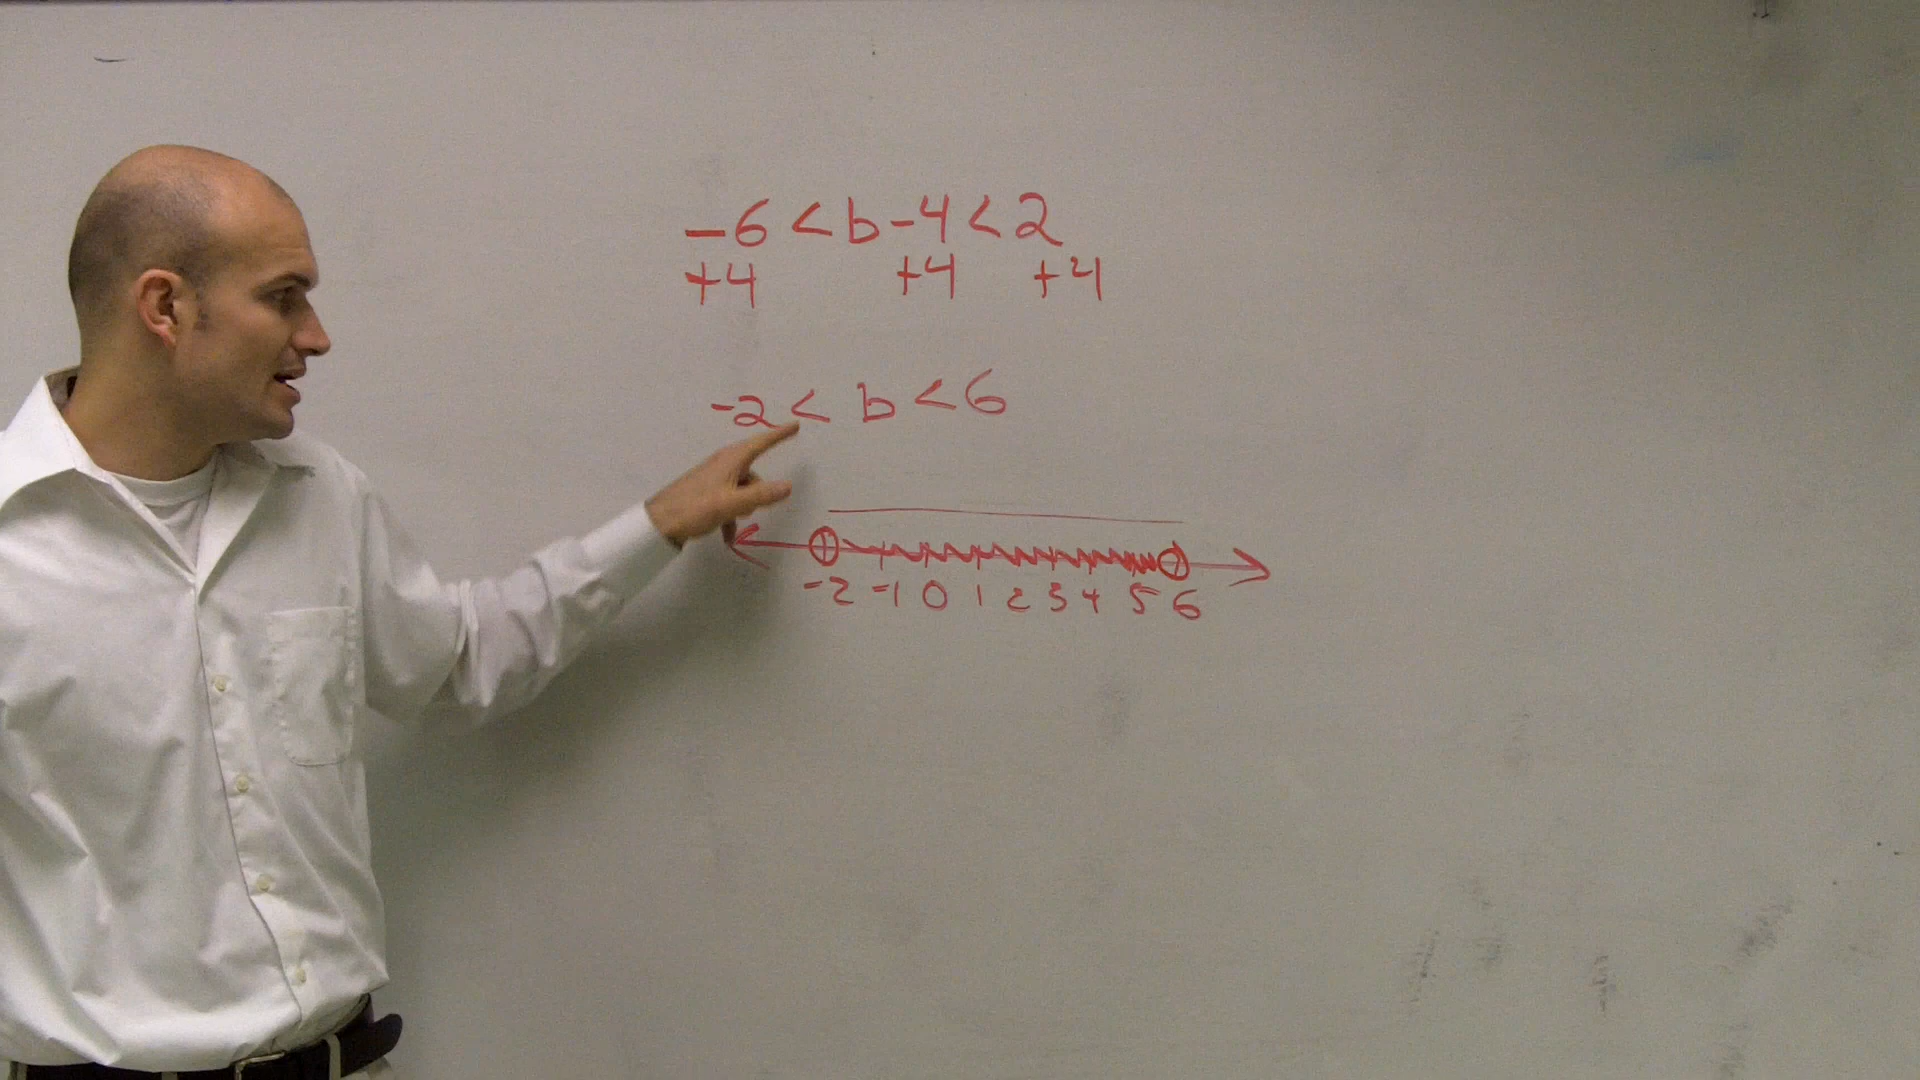 -6 < b - 4 < 2
+4 +4 +4
-2 < b < 6
-2 -1 0 1 2 3 4 5 6